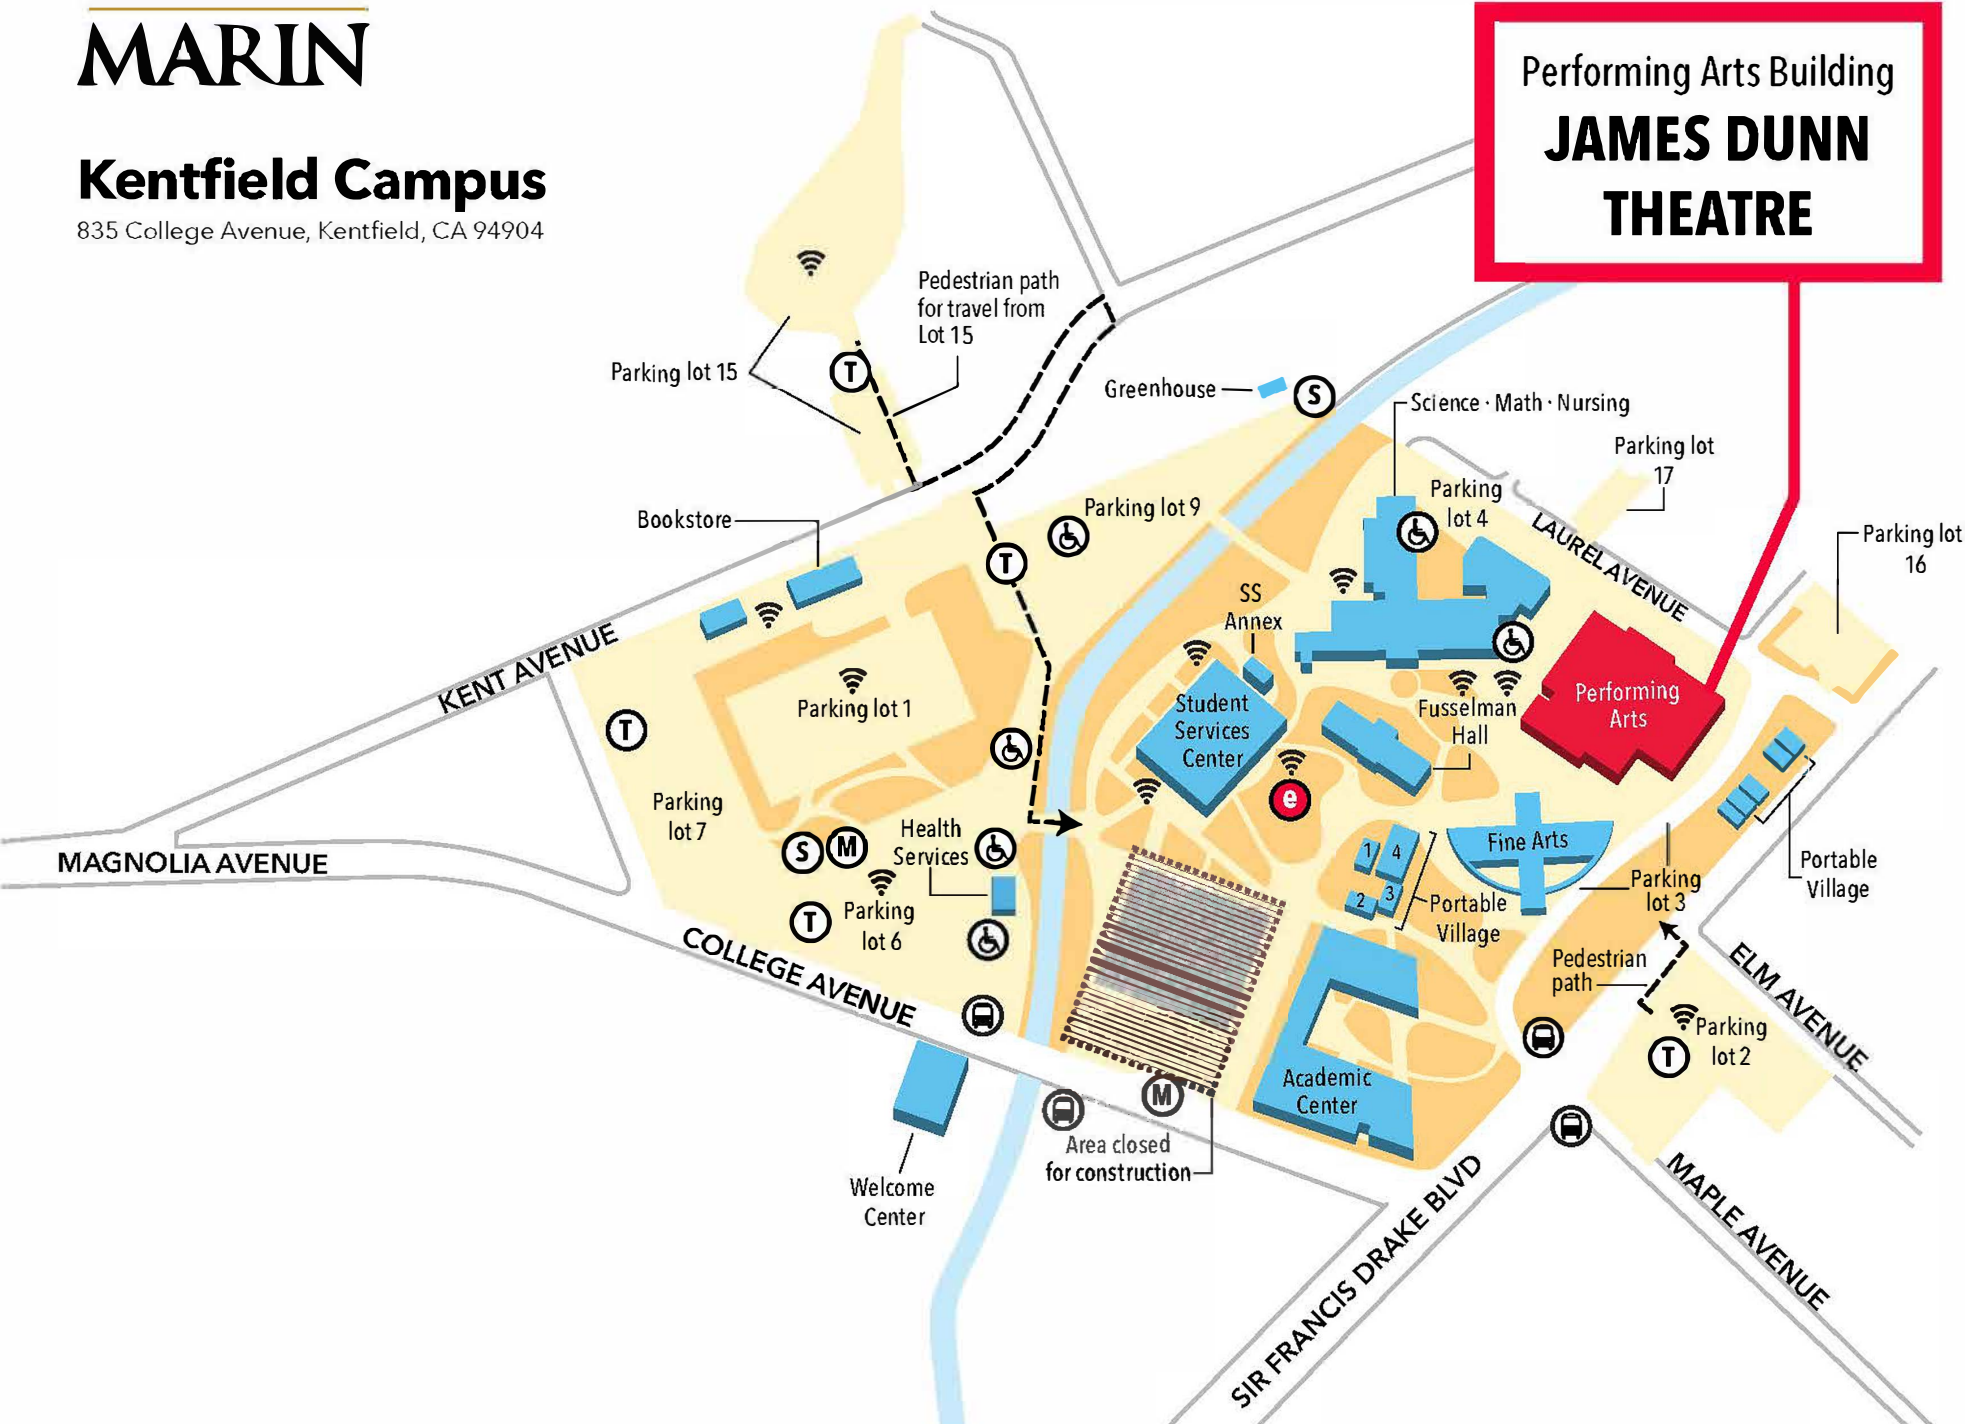 MARIN
Kentfield Campus
835 College Avenue, Kentfield, CA 94904
Performing Arts Building
JAMES DUNN
THEATRE
Pedestrian path
for travel from
Lot 15
Parking lot 15
T
Greenhouse
S
Science · Math · Nursing
Parking lot
17
Parking
lot 4
Parking lot 9
Bookstore
T
LAUREL AVENUE
Parking lot
16
SS
Annex
KENT AVENUE
Parking lot 1
Student
Services
Center
Fusselman
Hall
Performing
Arts
T
Parking
lot 7
e
MAGNOLIA AVENUE
S
M
Health
Services
T
Parking
lot 6
1
4
2
3
Portable
Village
Fine Arts
Parking
lot 3
Portable
Village
COLLEGE AVENUE
Pedestrian
path
ELM AVENUE
T
Parking
lot 2
Academic
Center
M
Area closed
for construction
Welcome
Center
SIR FRANCIS DRAKE BLVD
MAPLE AVENUE